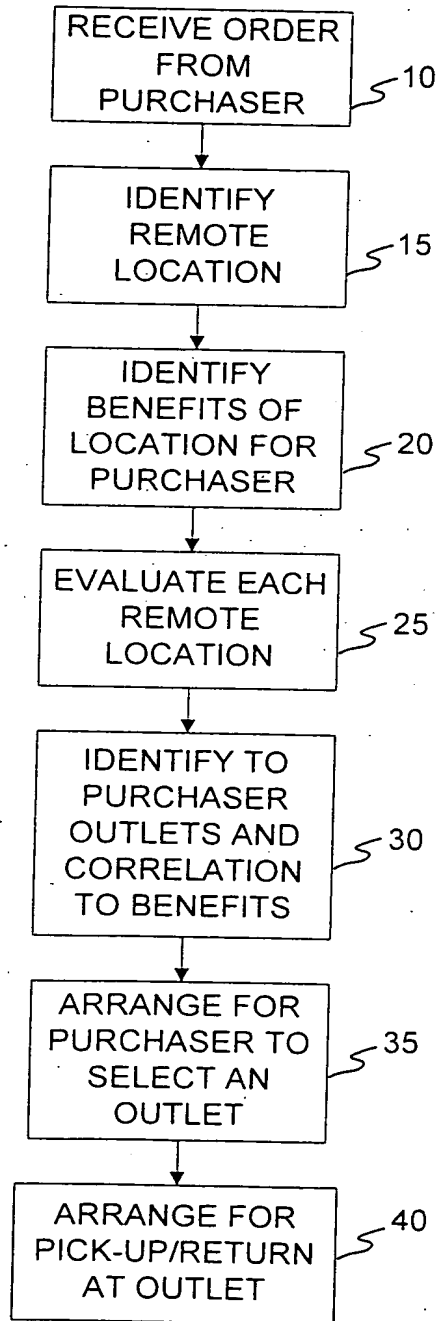 RECEIVE ORDER
FROM
PURCHASER
10
IDENTIFY
REMOTE
LOCATION
15
IDENTIFY
BENEFITS OF
LOCATION FOR
PURCHASER
20
EVALUATE EACH
REMOTE
LOCATION
25
IDENTIFY TO
PURCHASER
OUTLETS AND
CORRELATION
TO BENEFITS
30
ARRANGE FOR
PURCHASER TO
SELECT AN
OUTLET
35
ARRANGE FOR
PICK-UP/RETURN
AT OUTLET
40